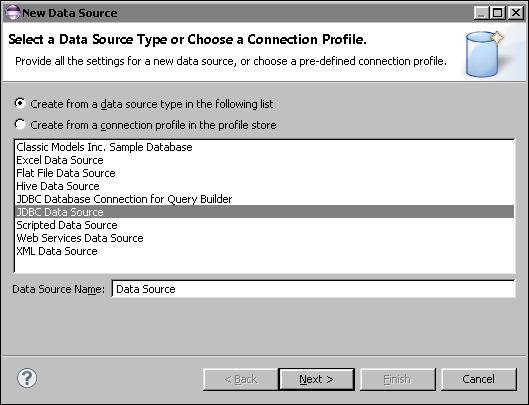 New Data Source
Select a Data Source Type or Choose a Connection Profile.
Provide all the settings for a new data source, or choose a pre-defined connection profile.
Create from a data source type in the following list
Create from a connection profile in the profile store
Classic Models Inc. Sample Database
Excel Data Source
Flat File Data Source
Hive Data Source
JDBC Database Connection for Query Builder
JDBC Data Source
Scripted Data Source
Web Services Data Source
XML Data Source
Data Source Name: Data Source
? < Back Next > Finish Cancel